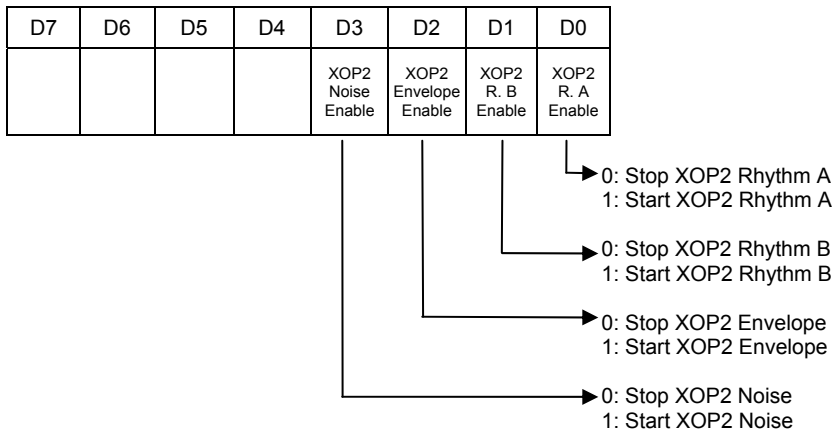 D7 D6 D5 D4 D3 D2 D1 D0
XOP2 Noise Enable
XOP2 Envelope Enable
XOP2 R. B Enable
XOP2 R. A Enable
0: Stop XOP2 Rhythm A
1: Start XOP2 Rhythm A
0: Stop XOP2 Rhythm B
1: Start XOP2 Rhythm B
0: Stop XOP2 Envelope
1: Start XOP2 Envelope
0: Stop XOP2 Noise
1: Start XOP2 Noise